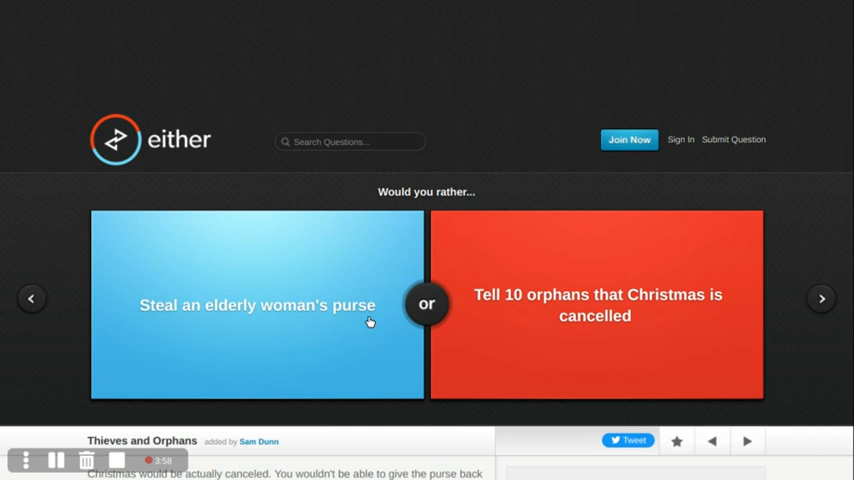 either
Search Questions...
Join Now Sign In Submit Question
Would you rather...
Steal an elderly woman's purse
or
Tell 10 orphans that Christmas is
cancelled
Thieves and Orphans added by Sam Dunn
Tweet
3:58
Christmas would be actually canceled. You wouldn't be able to give the purse back